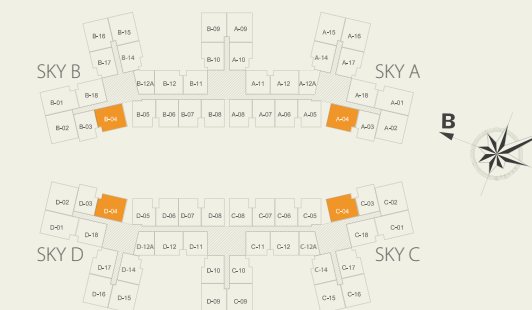 B-16 B-15 B-09 A-09 A-15 A-16
B-17 B-14 B-10 A-10 A-14 A-17
SKY B SKY A
B-18 B-12A B-12 B-11 A-11 A-12 A-12A A-18
B-01 A-01
B-02 B-03 B-04 B-05 B-06 B-07 B-08 A-08 A-07 A-06 A-05 A-04 A-03 A-02
B
D-02 D-03 D-04 D-05 D-06 D-07 D-08 C-08 C-07 C-06 C-05 C-04 C-03 C-02
D-01 C-01
D-18 D-12A D-12 D-11 C-11 C-12 C-12A C-18
SKY D SKY C
D-17 D-14 D-10 C-10 C-14 C-17
D-16 D-15 D-09 C-09 C-15 C-16